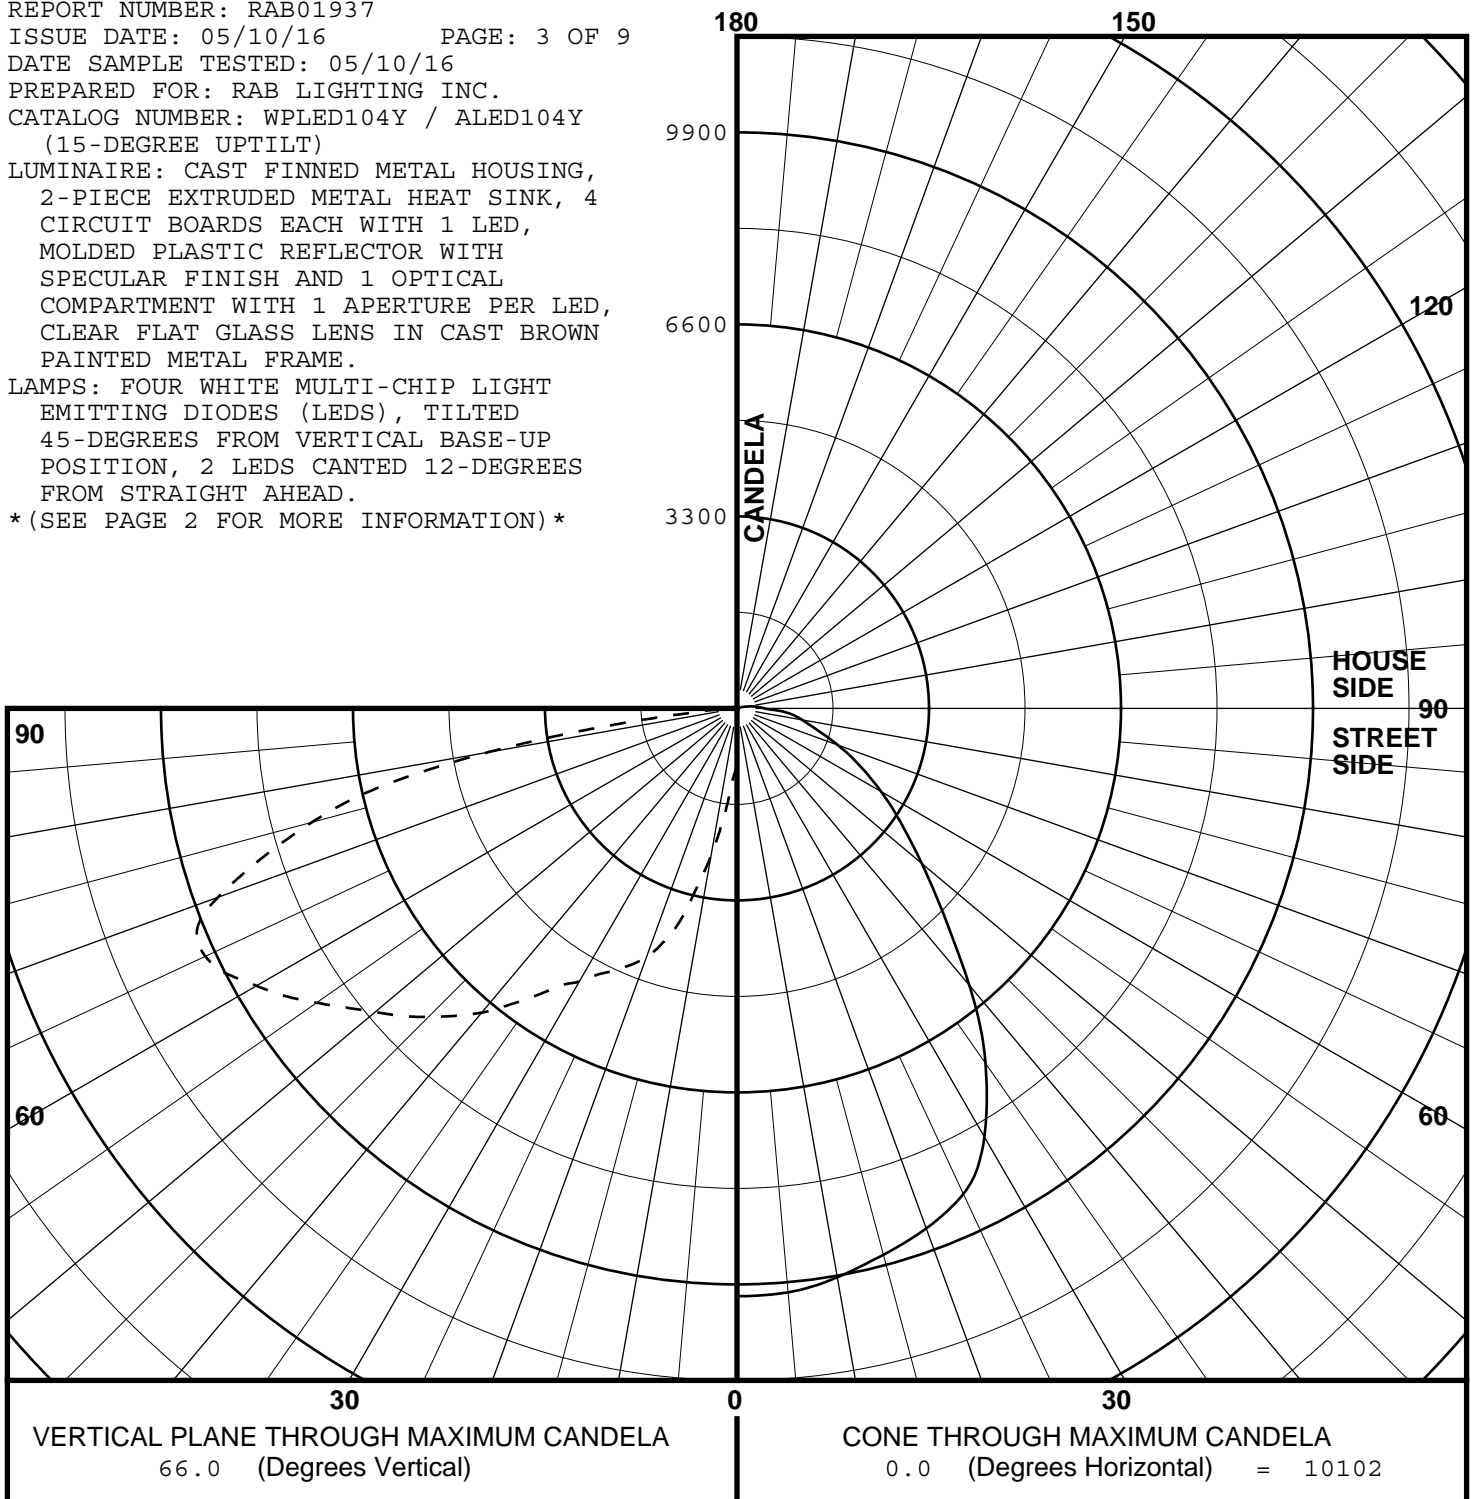 REPORT NUMBER: RAB01937
ISSUE DATE: 05/10/16 PAGE: 3 OF 9
DATE SAMPLE TESTED: 05/10/16
PREPARED FOR: RAB LIGHTING INC.
CATALOG NUMBER: WPLED104Y / ALED104Y
(15-DEGREE UPTILT)
LUMINAIRE: CAST FINNED METAL HOUSING,
2-PIECE EXTRUDED METAL HEAT SINK, 4
CIRCUIT BOARDS EACH WITH 1 LED,
MOLDED PLASTIC REFLECTOR WITH
SPECULAR FINISH AND 1 OPTICAL
COMPARTMENT WITH 1 APERTURE PER LED,
CLEAR FLAT GLASS LENS IN CAST BROWN
PAINTED METAL FRAME.
LAMPS: FOUR WHITE MULTI-CHIP LIGHT
EMITTING DIODES (LEDS), TILTED
45-DEGREES FROM VERTICAL BASE-UP
POSITION, 2 LEDS CANTED 12-DEGREES
FROM STRAIGHT AHEAD.
*(SEE PAGE 2 FOR MORE INFORMATION)*
180
150
9900
120
6600
CANDELA
3300
HOUSE
SIDE
90
90
STREET
SIDE
60
60
30
0
30
VERTICAL PLANE THROUGH MAXIMUM CANDELA
66.0 (Degrees Vertical)
CONE THROUGH MAXIMUM CANDELA
0.0 (Degrees Horizontal) = 10102